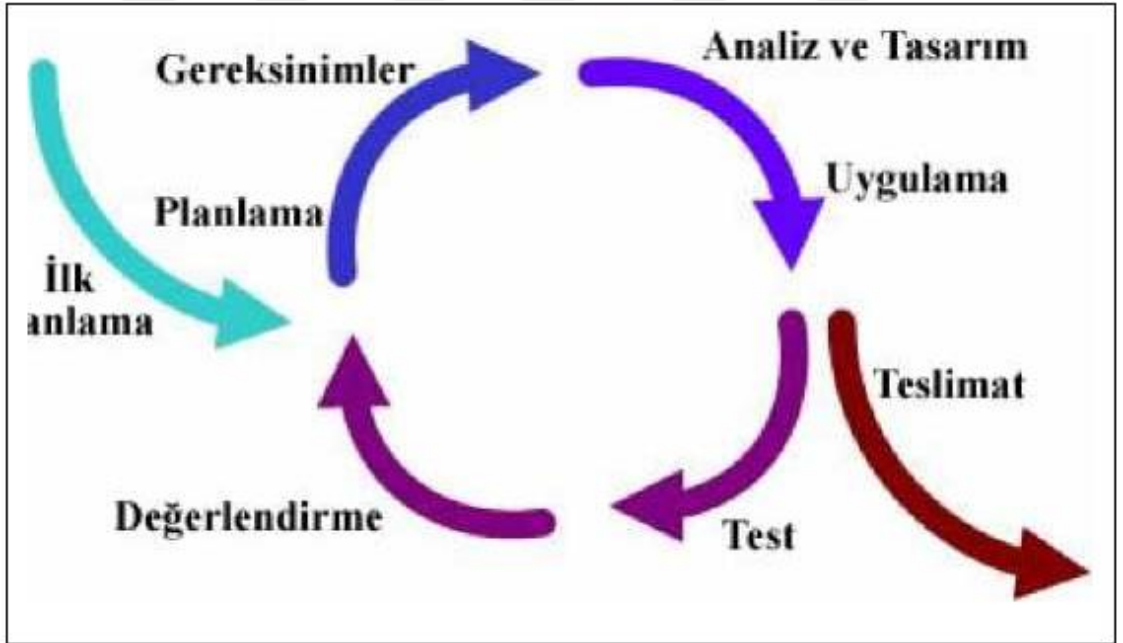 Gereksinimler
Analiz ve Tasarım
Planlama
Uygulama
İlk
anlama
Teslimat
Değerlendirme
Test